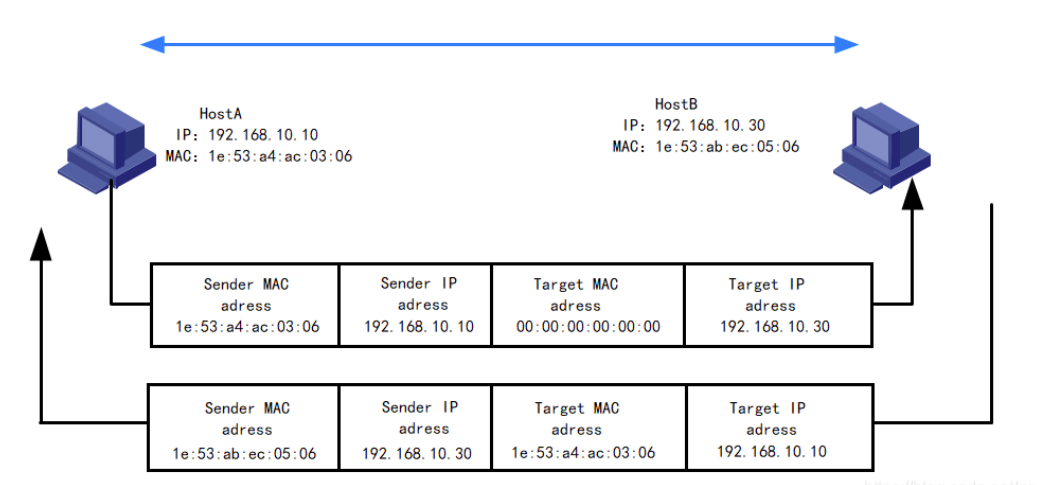 HostA
IP: 192.168.10.10
MAC: 1e:53:a4:ac:03:06
HostB
IP: 192.168.10.30
MAC: 1e:53:ab:ec:05:06
Sender MAC
adress
1e:53:a4:ac:03:06
Sender IP
adress
192.168.10.10
Target MAC
adress
00:00:00:00:00:00
Target IP
adress
192.168.10.30
Sender MAC
adress
1e:53:ab:ec:05:06
Sender IP
adress
192.168.10.30
Target MAC
adress
1e:53:a4:ac:03:06
Target IP
adress
192.168.10.10